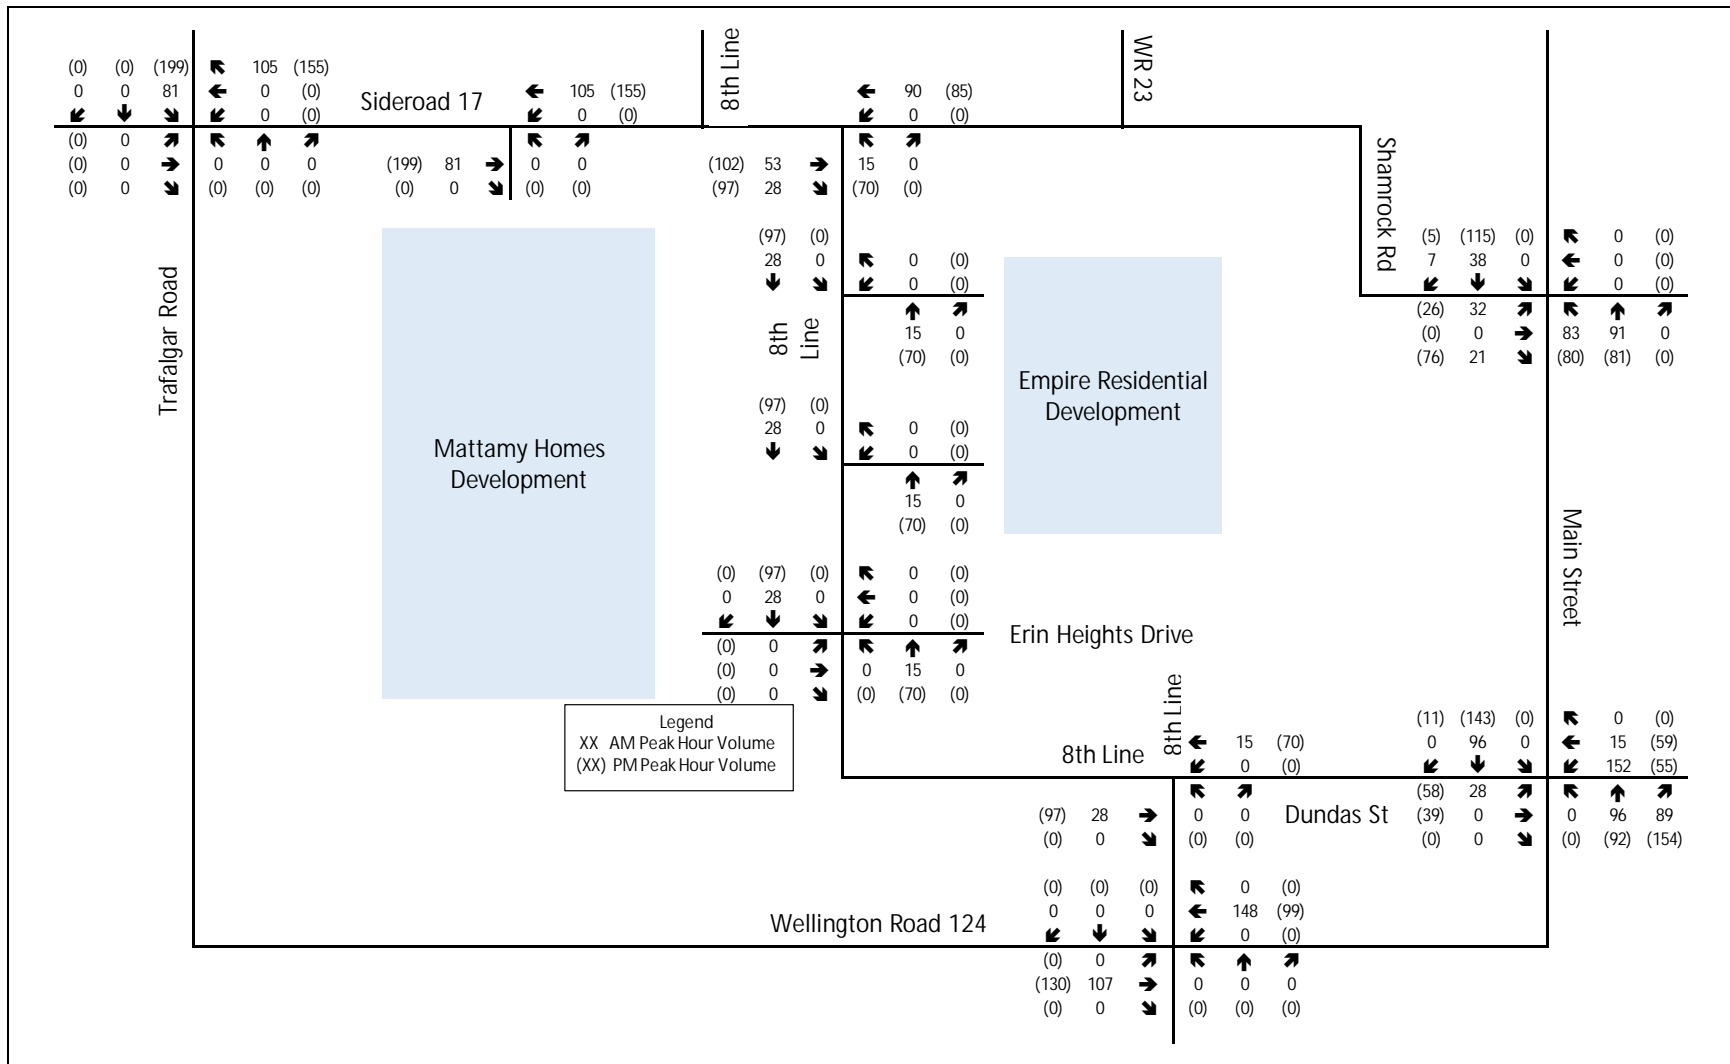 (0) (0) (199) 105 (155)
0 0 81 0 (0)
0 (0)
(0) 0
(0) 0 0 0 0
(0) 0 (0) (0) (0)
Sideroad 17
105 (155)
0 (0)
(199) 81 0 0
(0) 0 (0) (0)
8th Line
90 (85)
0 (0)
(102) 53 15 0
(97) 28 (70) (0)
WR 23
Shamrock Rd
(5) (115) (0) 0 (0)
7 38 0 0 (0)
0 (0)
(26) 32
(0) 0 83 91 0
(76) 21 (80) (81) (0)
Trafalgar Road
Mattamy Homes
Development
(97) (0)
28 0 0 (0)
0 (0)
15 0
(70) (0)
8th
Line
Empire Residential
Development
(97) (0)
28 0 0 (0)
0 (0)
15 0
(70) (0)
Main Street
(0) (97) (0) 0 (0)
0 28 0 0 (0)
0 (0)
(0) 0
(0) 0 0 15 0
(0) 0 (0) (70) (0)
Erin Heights Drive
Legend
XX AM Peak Hour Volume
(XX) PM Peak Hour Volume
8th Line
8th Line
15 (70)
0 (0)
(97) 28 0 0
(0) 0 (0) (0)
Dundas St
(11) (143) (0) 0 (0)
0 96 0 15 (59)
152 (55)
(58) 28
(39) 0 0 96 89
(0) 0 (0) (92) (154)
Wellington Road 124
(0) (0) (0) 0 (0)
0 0 0 148 (99)
0 (0)
(0) 0
(130) 107 0 0 0
(0) 0 (0) (0) (0)